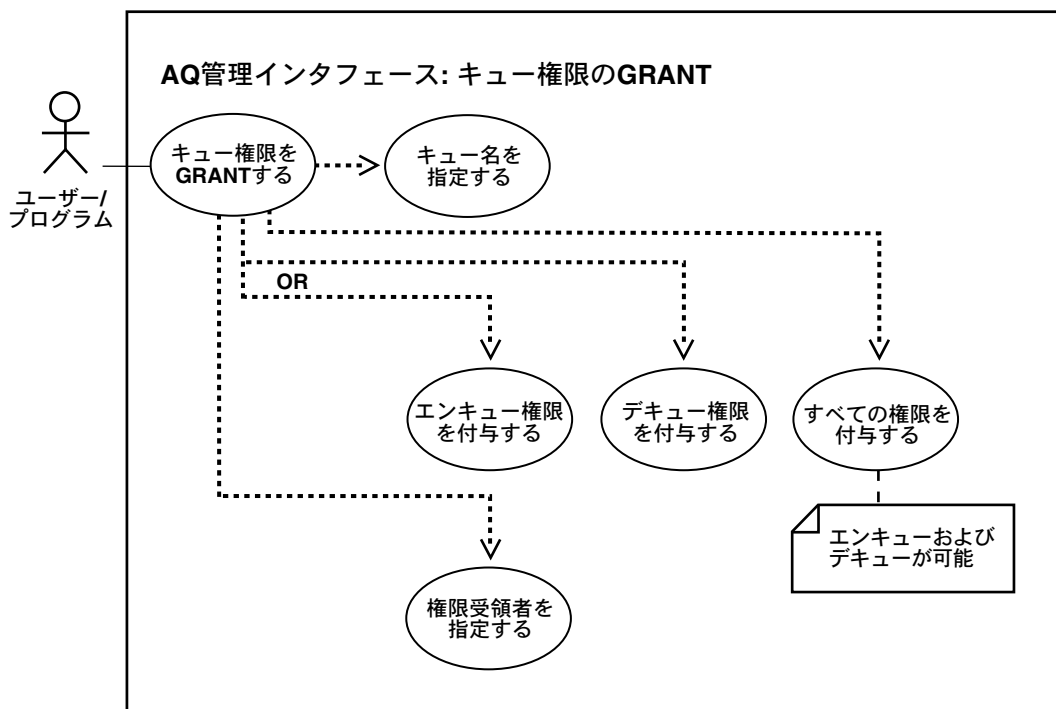 AQ管理インタフェース: キュー権限のGRANT
ユーザー/
プログラム
キュー権限を
GRANTする
キュー名を
指定する
OR
エンキュー権限
を付与する
デキュー権限
を付与する
すべての権限を
付与する
エンキューおよび
デキューが可能
権限受領者を
指定する